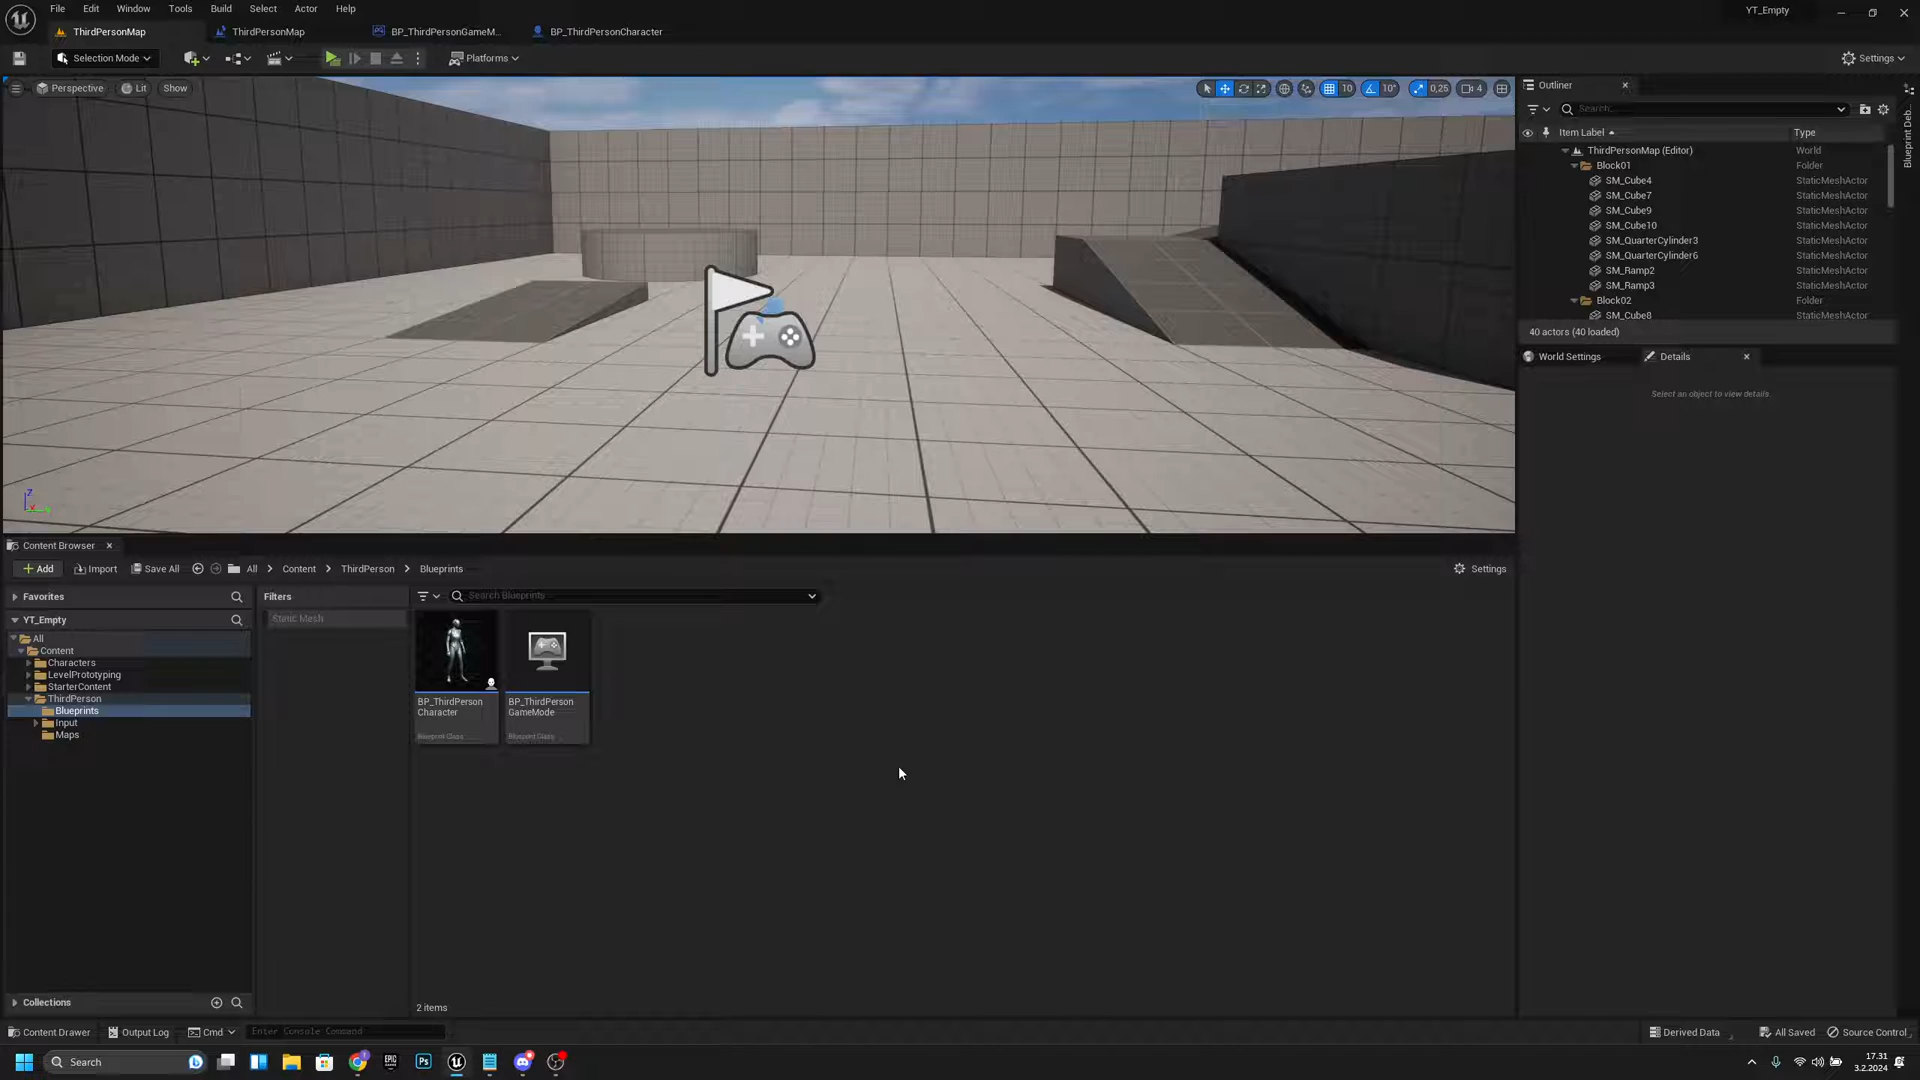 File Edit Window Tools Build Select Actor Help
YT_Empty
ThirdPersonMap
ThirdPersonMap
BP_ThirdPersonGameM...
BP_ThirdPersonCharacter
Selection Mode
Platforms
Settings
Perspective
Lit
Show
10
10°
0,25
4
Outliner
Search...
Item Label
Type
ThirdPersonMap (Editor) World
Block01 Folder
SM_Cube4 StaticMeshActor
SM_Cube7 StaticMeshActor
SM_Cube9 StaticMeshActor
SM_Cube10 StaticMeshActor
SM_QuarterCylinder3 StaticMeshActor
SM_QuarterCylinder6 StaticMeshActor
SM_Ramp2 StaticMeshActor
SM_Ramp3 StaticMeshActor
Block02 Folder
SM_Cube8 StaticMeshActor
40 actors (40 loaded)
Blueprint Deb...
World Settings
Details
Select an object to view details.
Z
Content Browser
Add
Import
Save All
All > Content > ThirdPerson > Blueprints
Settings
Favorites
YT_Empty
All
Content
Characters
LevelPrototyping
StarterContent
ThirdPerson
Blueprints
Input
Maps
Collections
Filters
Static Mesh
Search Blueprints
BP_ThirdPerson
Character
Blueprint Class
BP_ThirdPerson
GameMode
Blueprint Class
2 items
Content Drawer
Output Log
Cmd
Enter Console Command
Derived Data
All Saved
Source Control
Search
EPIC
Ps
17.31
3.2.2024